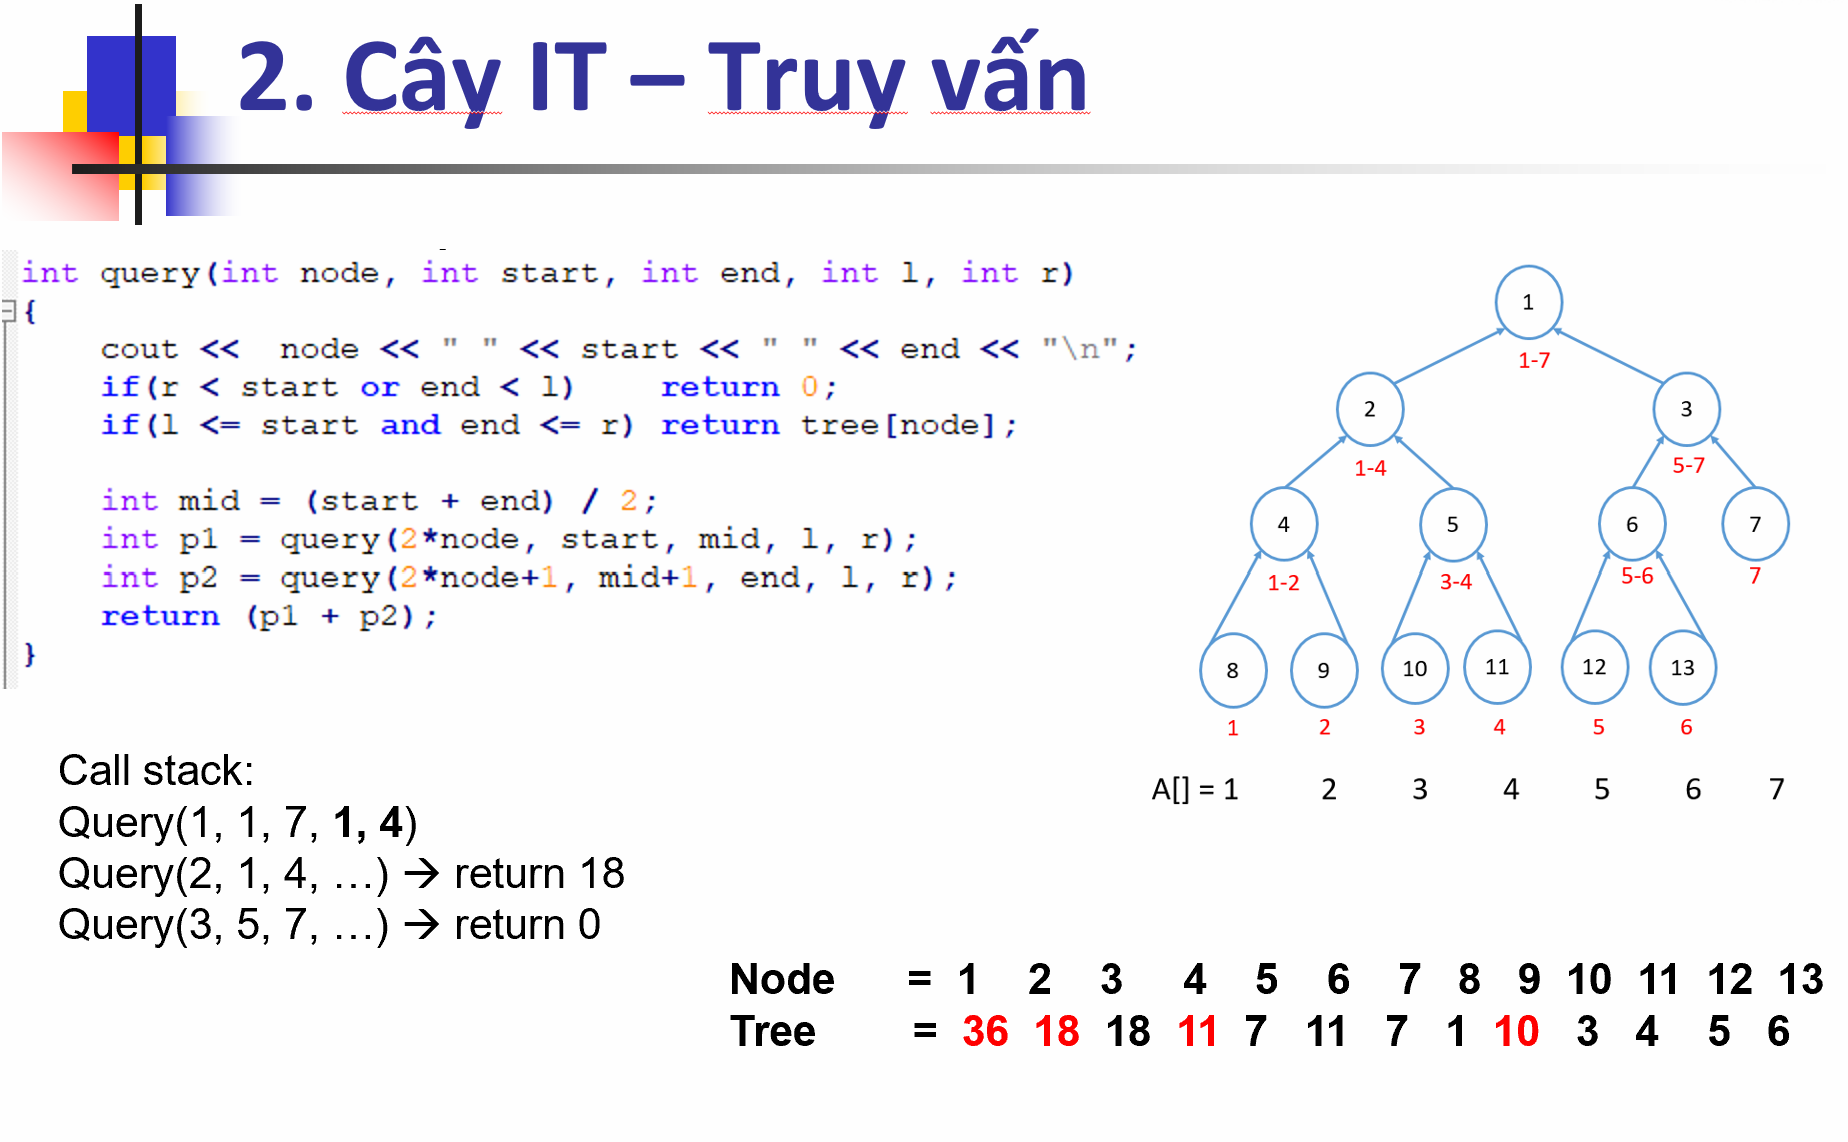 2. Cây IT – Truy vấn
int query(int node, int start, int end, int l, int r)
{
cout << node << " " << start << " " << end << "\n";
if(r < start or end < l) return 0;
if(l <= start and end <= r) return tree[node];
int mid = (start + end) / 2;
int p1 = query(2*node, start, mid, l, r);
int p2 = query(2*node+1, mid+1, end, l, r);
return (p1 + p2);
}
1
1-7
2 3
1-4 5-7
4 5 6 7
1-2 3-4 5-6 7
8 9 10 11 12 13
1 2 3 4 5 6
A[] = 1 2 3 4 5 6 7
Call stack:
Query(1, 1, 7, 1, 4)
Query(2, 1, 4, …) → return 18
Query(3, 5, 7, …) → return 0
Node = 1 2 3 4 5 6 7 8 9 10 11 12 13
Tree = 36 18 18 11 7 11 7 1 10 3 4 5 6